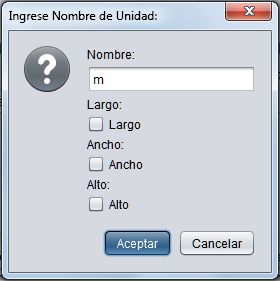 Ingrese Nombre de Unidad:
Nombre:
m
Largo:
Largo
Ancho:
Ancho
Alto:
Alto
Aceptar Cancelar